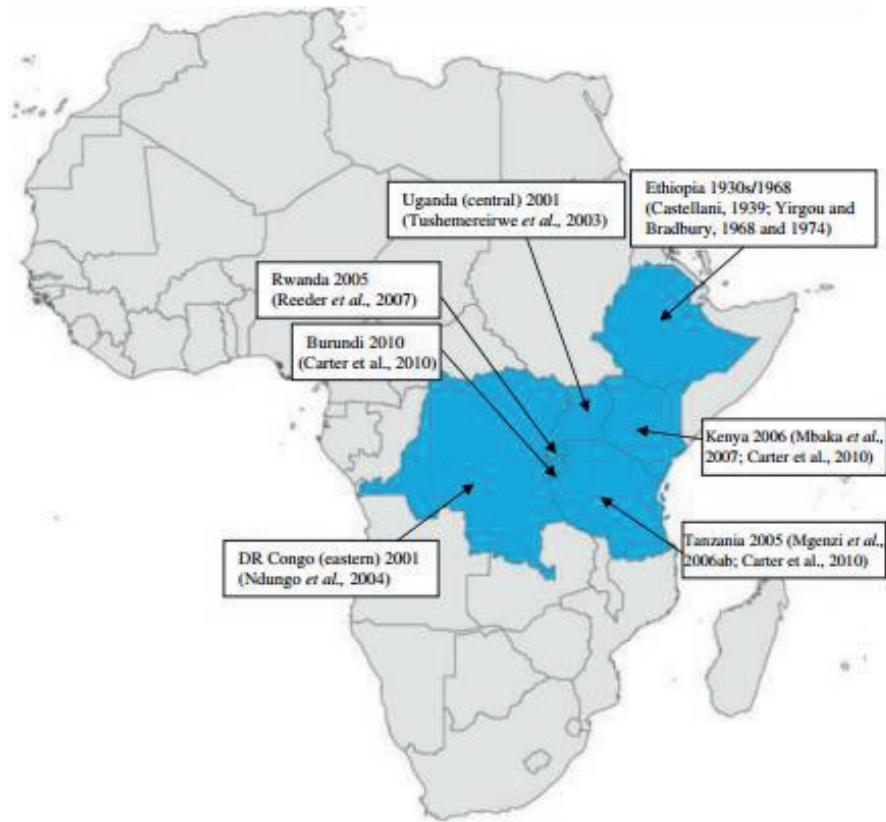 Ethiopia 1930s/1968
(Castellani, 1939; Yirgou and
Bradbury, 1968 and 1974)
Uganda (central) 2001
(Tushemereirwe et al., 2003)
Rwanda 2005
(Reeder et al., 2007)
Burundi 2010
(Carter et al., 2010)
Kenya 2006 (Mbaka et al.,
2007; Carter et al., 2010)
DR Congo (eastern) 2001
(Ndungo et al., 2004)
Tanzania 2005 (Mgenzi et al.,
2006ab; Carter et al., 2010)